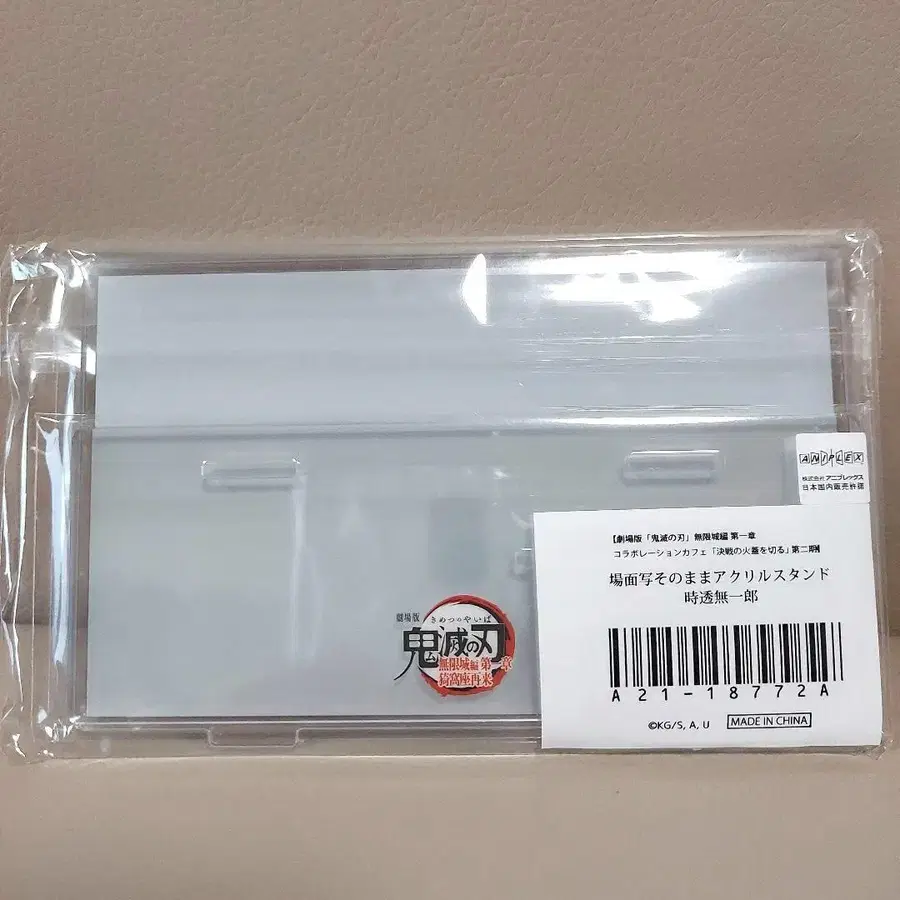 ANIPLEX
株式会社アニプレックス
日本国内販売許諾
【劇場版「鬼滅の刃」無限城編 第一章
コラボレーションカフェ「決戦の火蓋を切る」第二期】
場面写そのままアクリルスタンド
時透無一郎
A21-18772A
©KG/S, A, U
MADE IN CHINA
劇場版
きめつのやいば
鬼滅の刃
無限城編 第一章
猗窩座再来